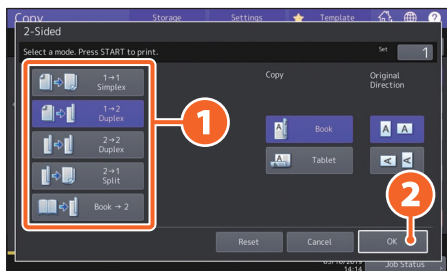 Copy Storage Settings Template
2-Sided
Select a mode. Press START to print. Set 1
1→1
Simplex
1→2
Duplex
2→2
Duplex
2→1
Split
Book → 2
1
Copy
A Book
A Tablet
Original
Direction
A A
A A
2
Reset Cancel OK
14:14 Job Status